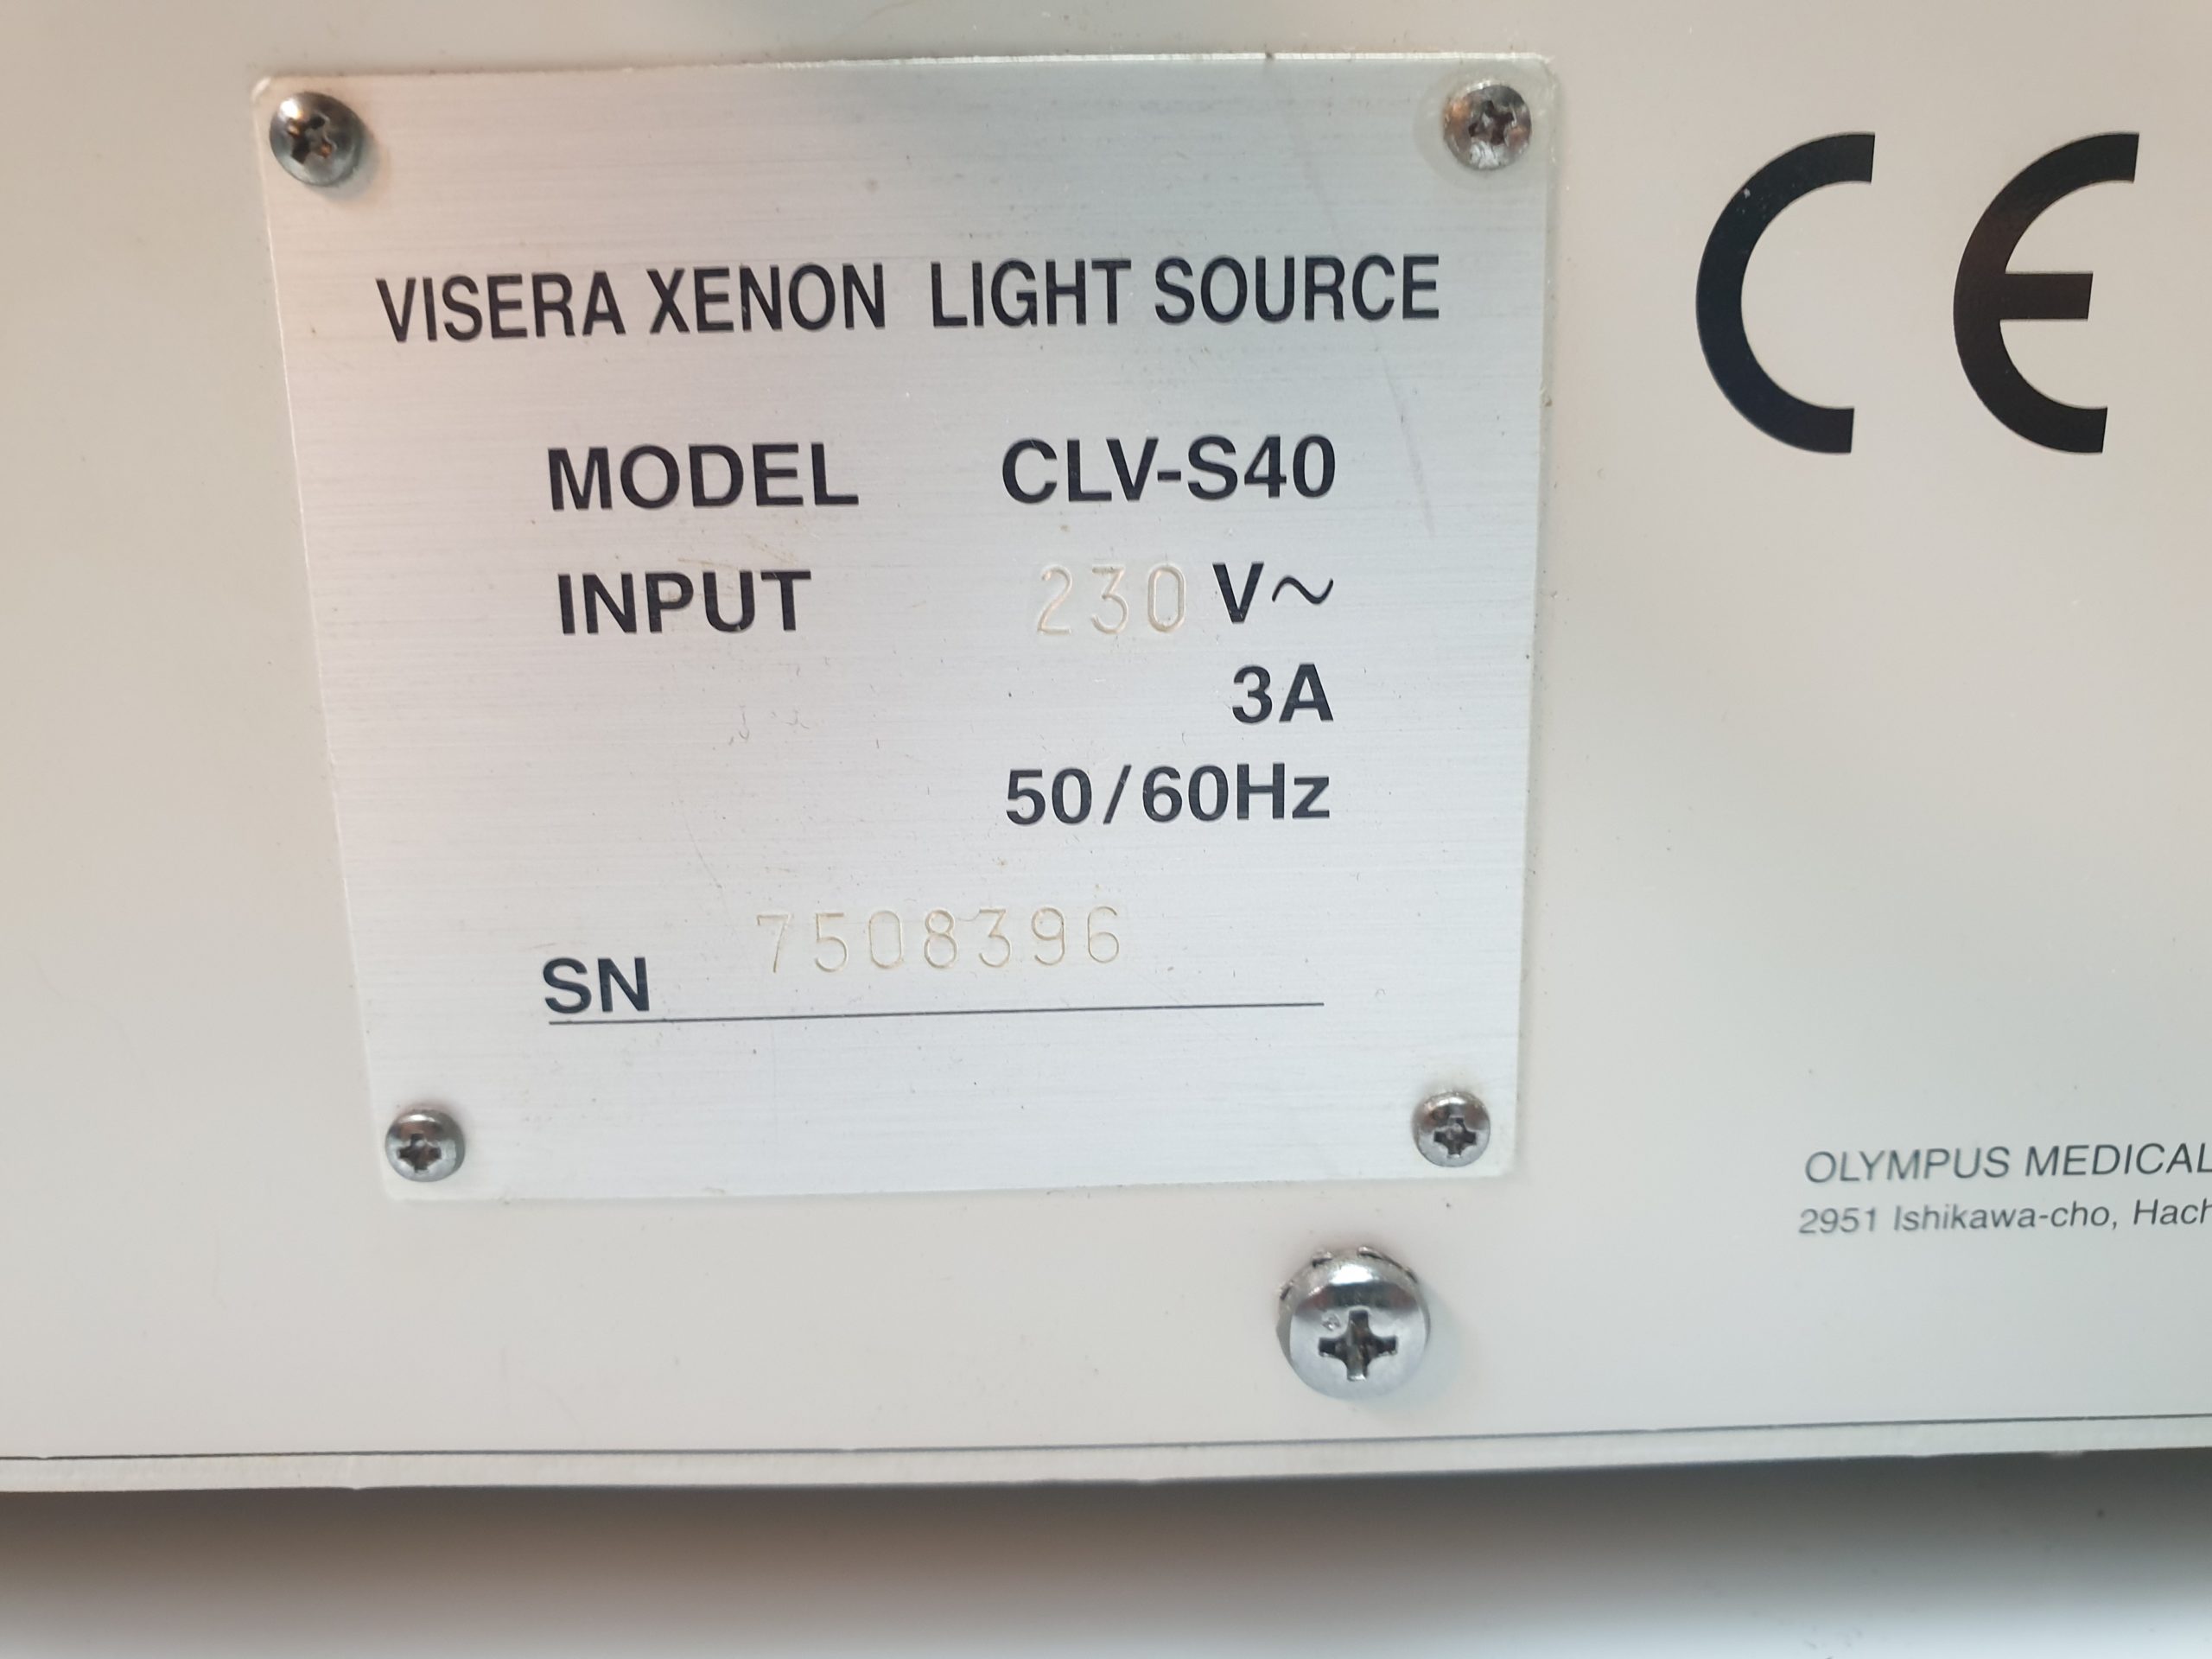 VISERA XENON LIGHT SOURCE
MODEL CLV-S40
INPUT 230 V~
3A
50/60Hz
SN 7508396
CE
OLYMPUS MEDICAL
2951 Ishikawa-cho, Hach